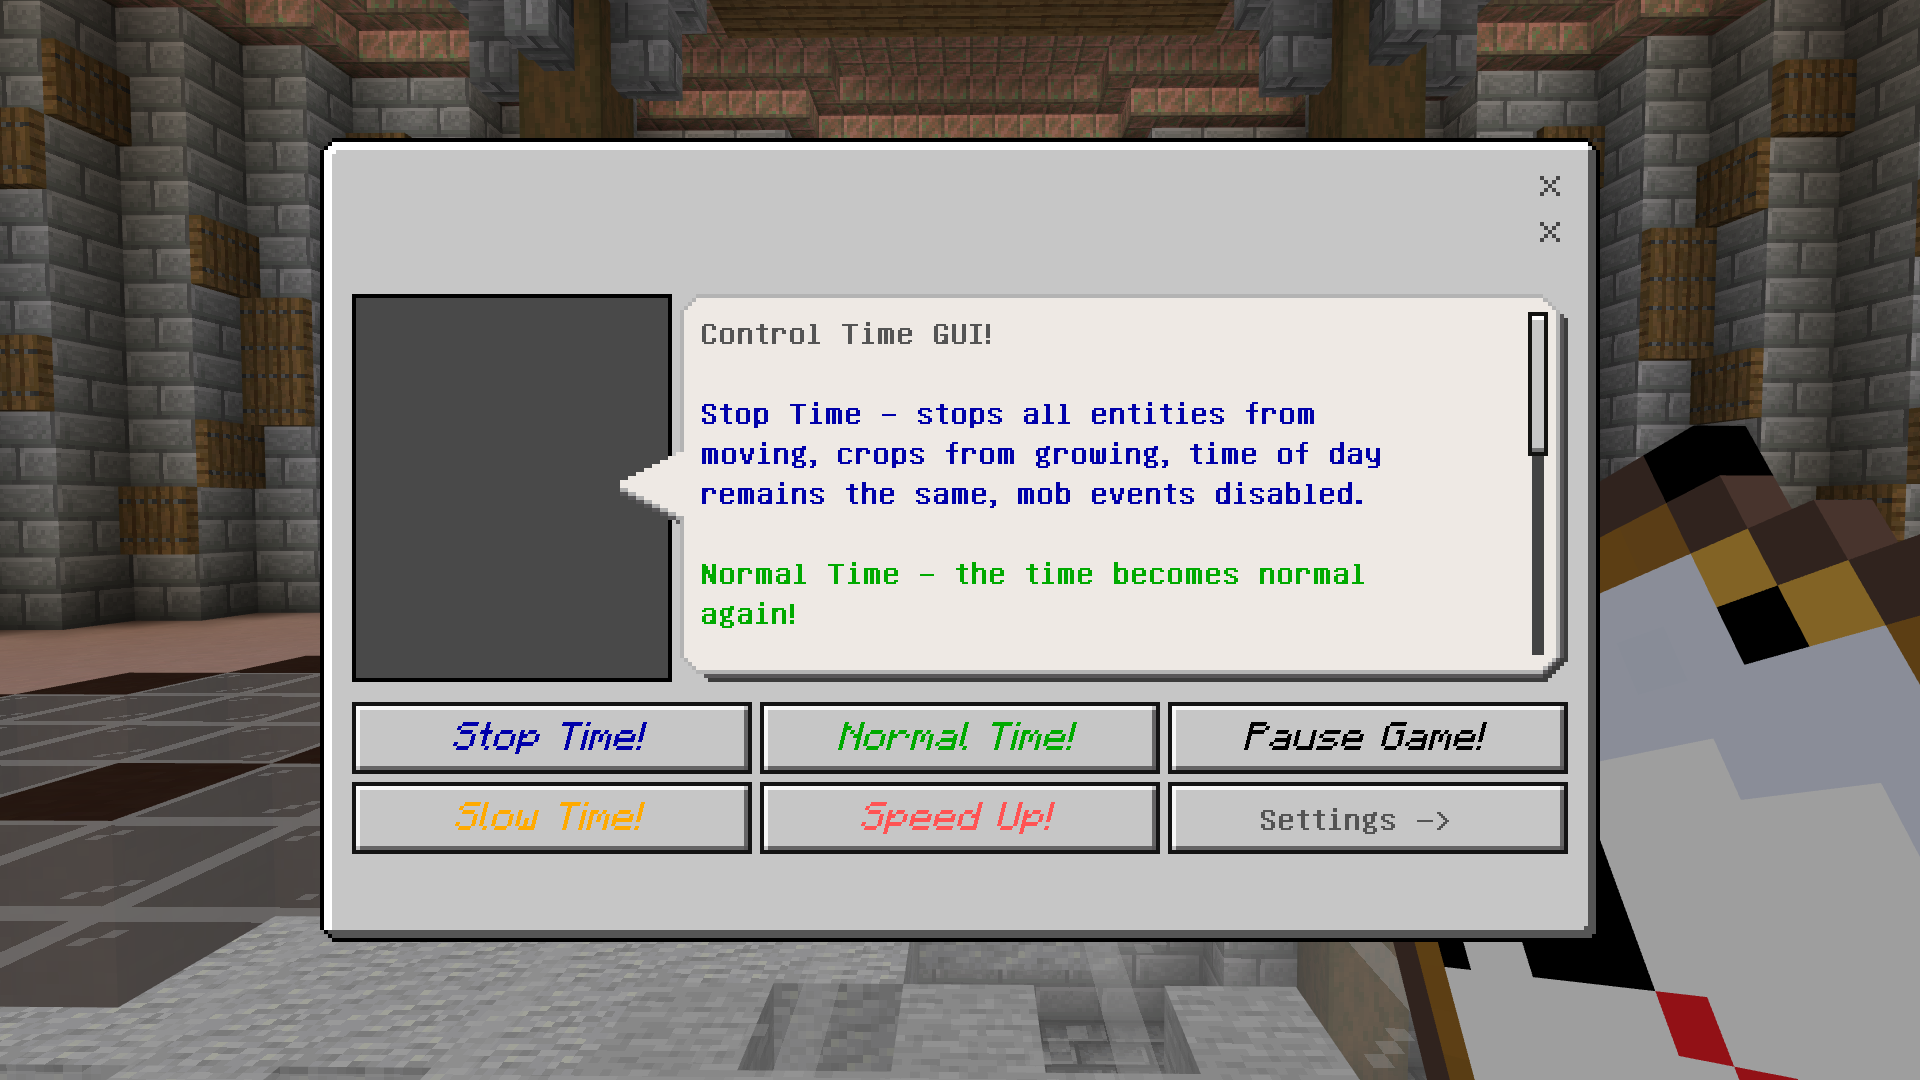 Control Time GUI!
Stop Time - stops all entities from
moving, crops from growing, time of day
remains the same, mob events disabled.
Normal Time - the time becomes normal
again!
Stop Time!
Normal Time!
Pause Game!
Slow Time!
Speed Up!
Settings ->